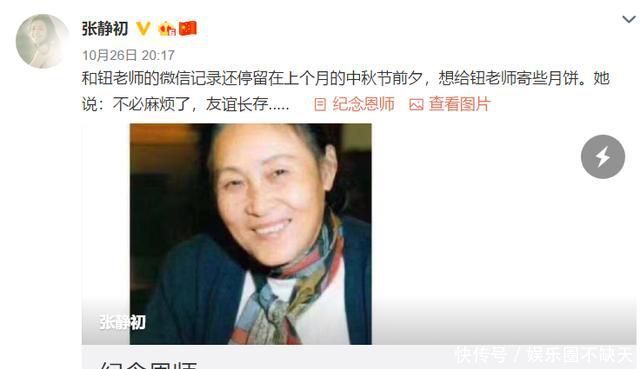 张静初
10月26日 20:17
和钮老师的微信记录还停留在上个月的中秋节前夕，想给钮老师寄些月饼。她
说：不必麻烦了，友谊长存..... 纪念恩师 查看图片
张静初
纪念恩师
快传号 / 娱乐圈不缺天